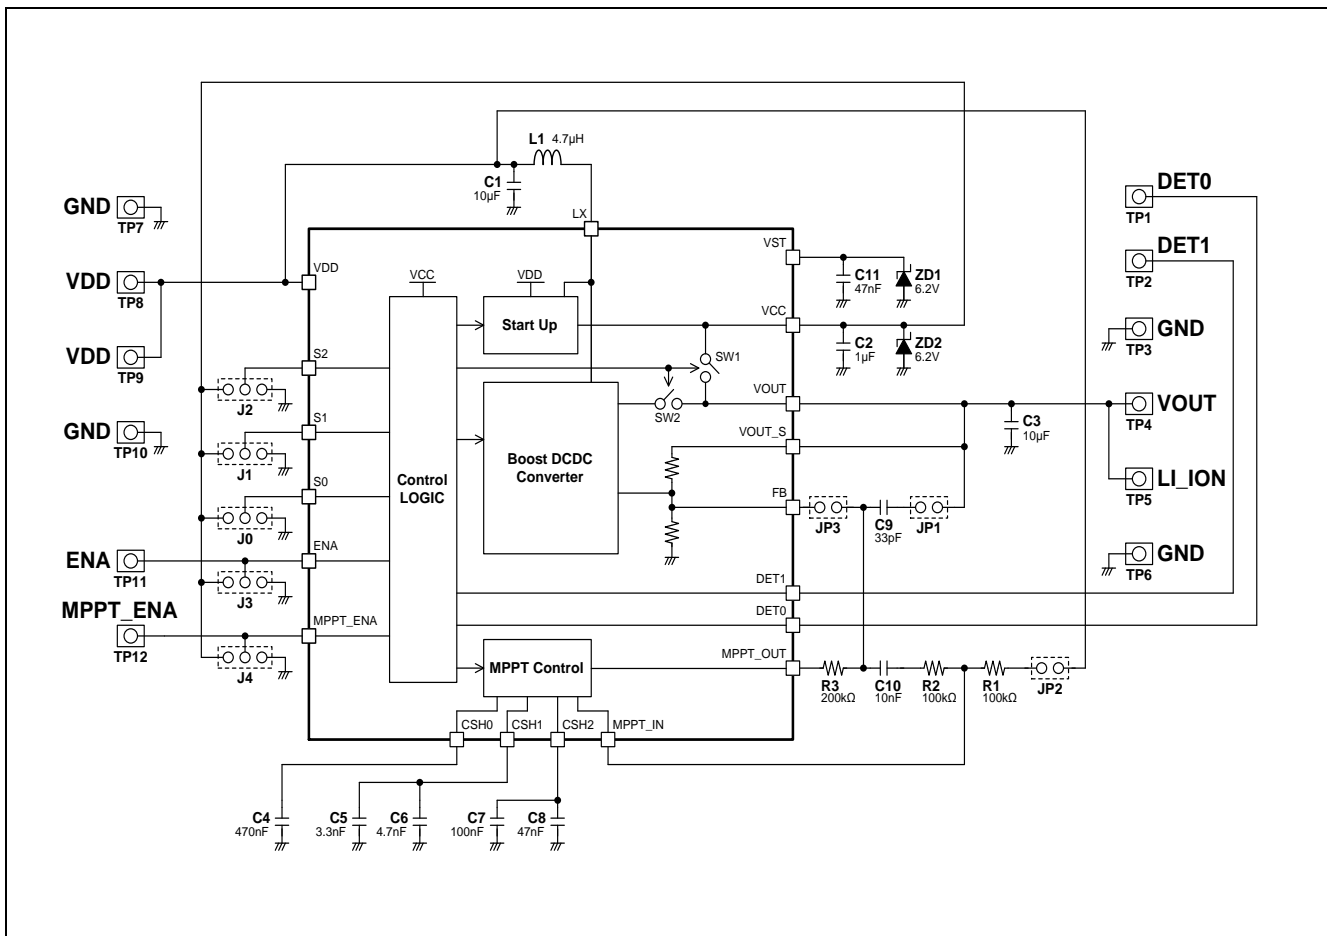 L1 4.7µH
C1
10µF
LX
GND
TP7
VDD
TP8
VDD
TP9
GND
TP10
ENA
TP11
MPPT_ENA
TP12
J2
J1
J0
J3
J4
VDD
S2
S1
S0
ENA
MPPT_ENA
VCC
Control
LOGIC
VDD
Start Up
Boost DCDC
Converter
MPPT Control
SW1
SW2
VST
VCC
VOUT
VOUT_S
FB
DET1
DET0
MPPT_OUT
CSH0
CSH1
CSH2
MPPT_IN
C11
47nF
ZD1
6.2V
C2
1µF
ZD2
6.2V
C3
10µF
JP3
C9
33pF
JP1
R3
200kΩ
C10
10nF
R2
100kΩ
R1
100kΩ
JP2
DET0
TP1
DET1
TP2
GND
TP3
VOUT
TP4
LI_ION
TP5
GND
TP6
C4
470nF
C5
3.3nF
C6
4.7nF
C7
100nF
C8
47nF